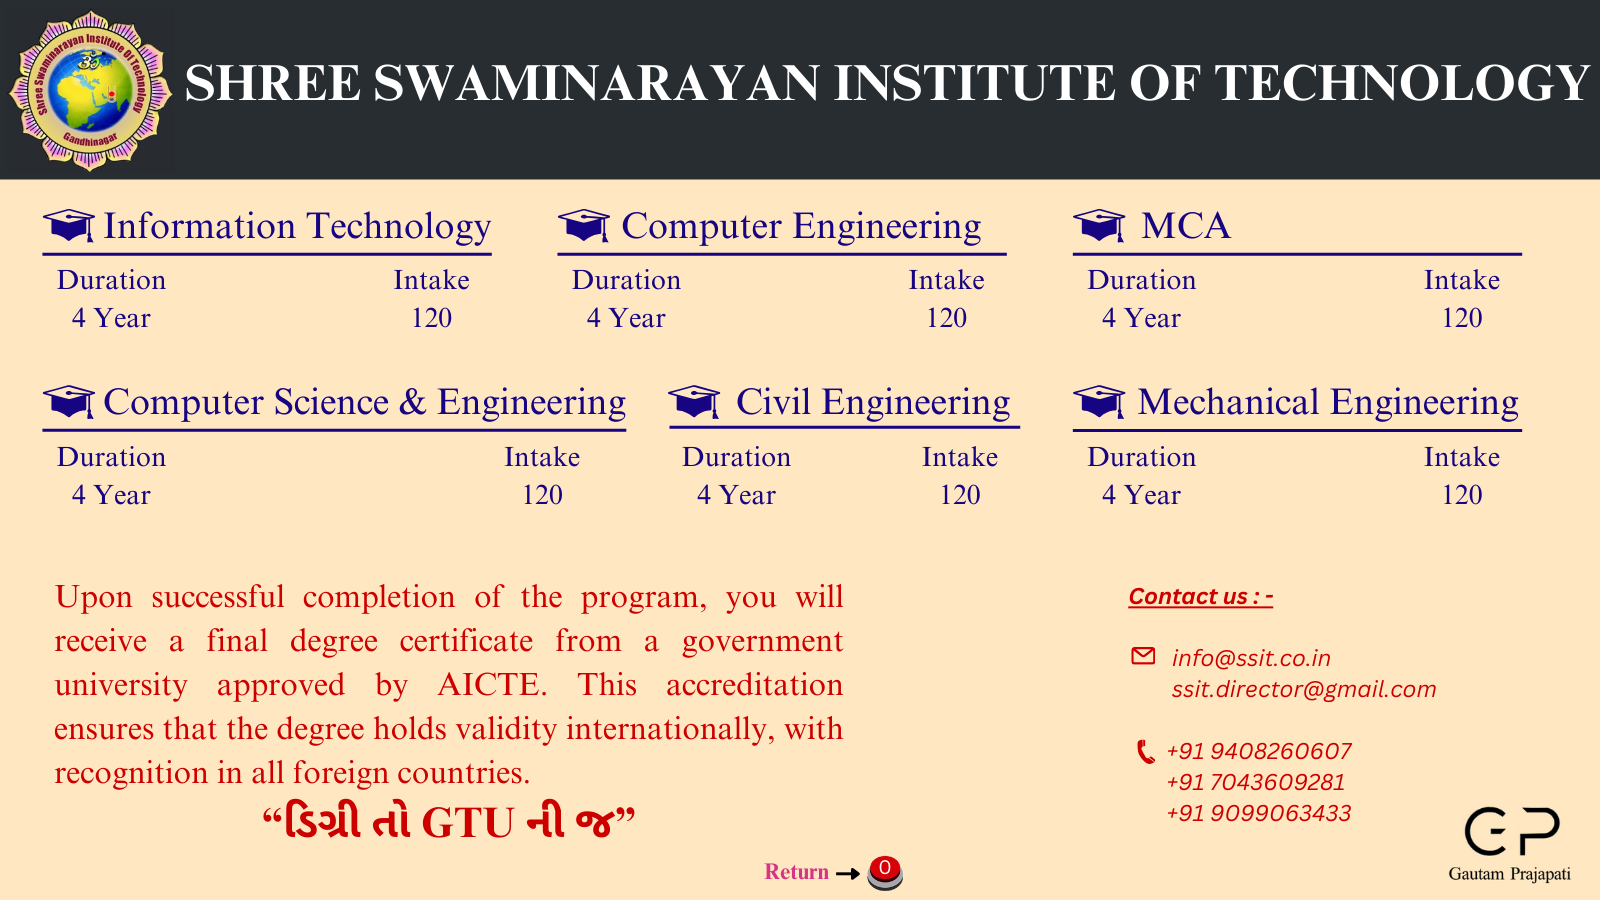 Shree Swaminarayan Institute Of Technology
Gandhinagar
SHREE SWAMINARAYAN INSTITUTE OF TECHNOLOGY
Information Technology
Duration Intake
4 Year 120
Computer Engineering
Duration Intake
4 Year 120
MCA
Duration Intake
4 Year 120
Computer Science & Engineering
Duration Intake
4 Year 120
Civil Engineering
Duration Intake
4 Year 120
Mechanical Engineering
Duration Intake
4 Year 120
Upon successful completion of the program, you will
receive a final degree certificate from a government
university approved by AICTE. This accreditation
ensures that the degree holds validity internationally, with
recognition in all foreign countries.
“ડિગ્રી તો GTU ની જ”
Contact us : -
info@ssit.co.in
ssit.director@gmail.com
+91 9408260607
+91 7043609281
+91 9099063433
Return 0
GP
Gautam Prajapati